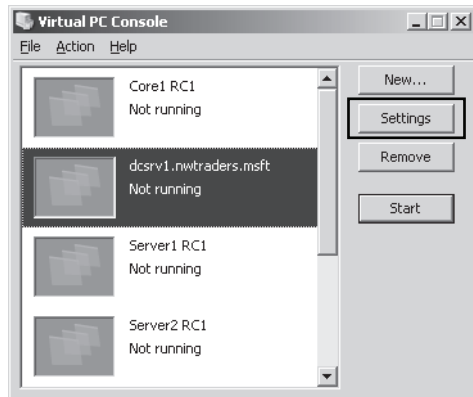 Virtual PC Console
File Action Help
Core1 RC1
Not running
dcsrv1.nwtraders.msft
Not running
Server1 RC1
Not running
Server2 RC1
Not running
New...
Settings
Remove
Start